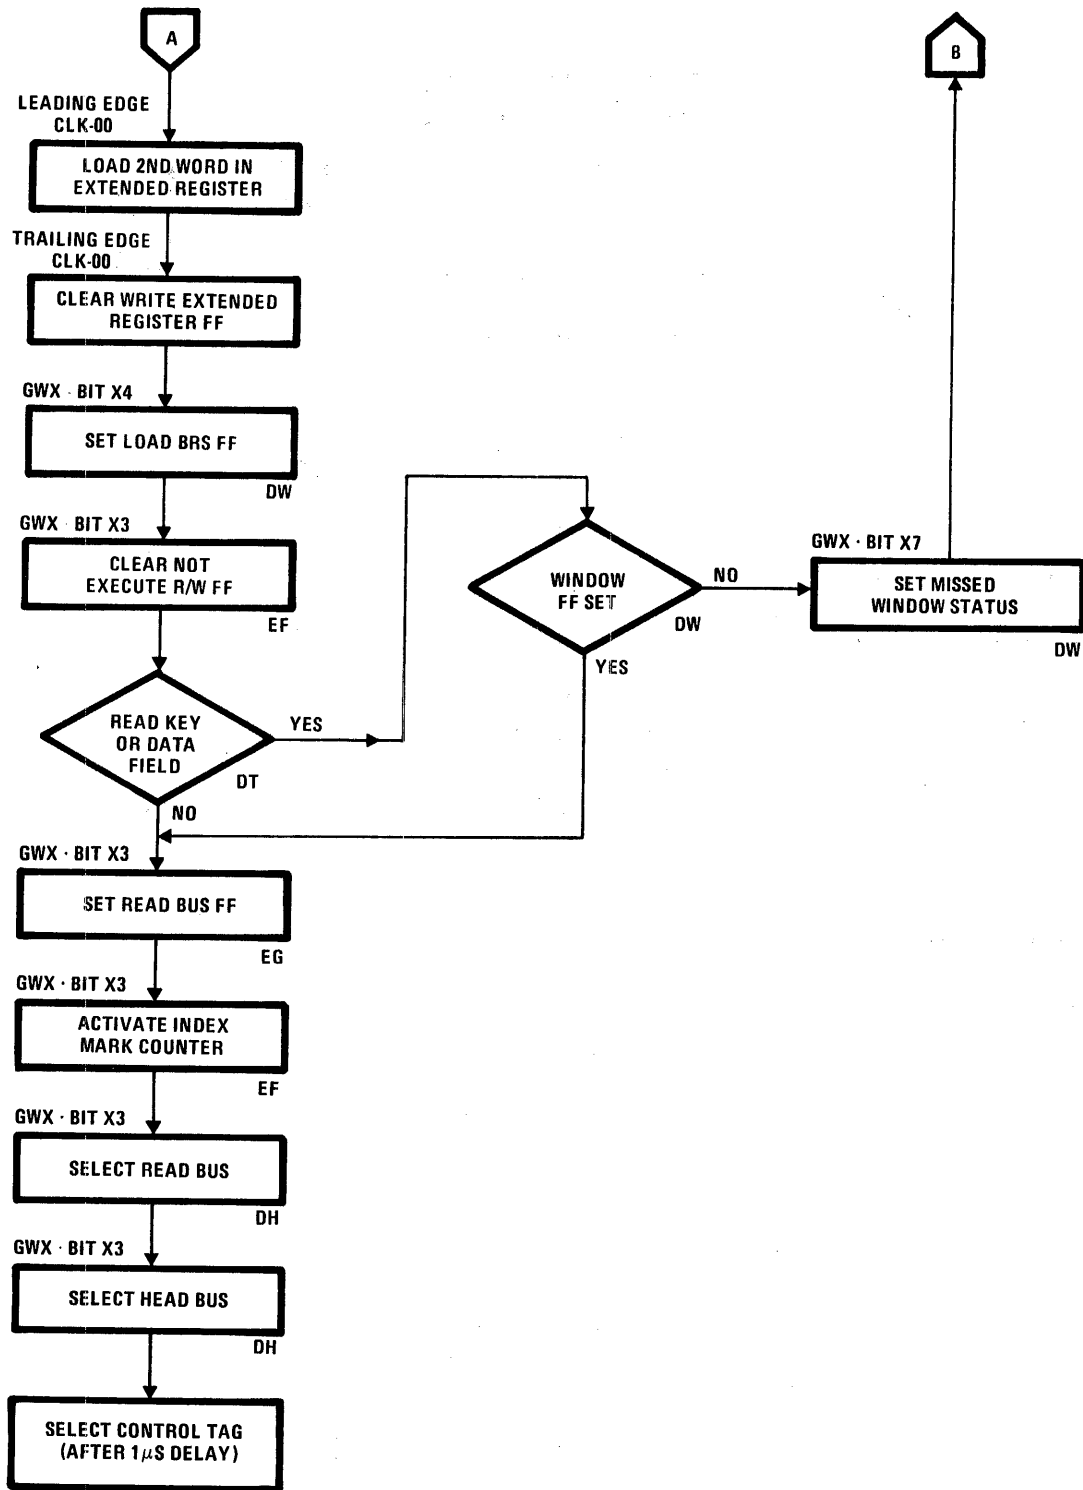 A
LEADING EDGE
CLK-00
LOAD 2ND WORD IN
EXTENDED REGISTER
TRAILING EDGE
CLK-00
CLEAR WRITE EXTENDED
REGISTER FF
GWX · BIT X4
SET LOAD BRS FF
DW
GWX · BIT X3
CLEAR NOT
EXECUTE R/W FF
EF
READ KEY
OR DATA
FIELD
DT
YES
NO
WINDOW
FF SET
DW
NO
YES
GWX · BIT X7
SET MISSED
WINDOW STATUS
DW
B
GWX · BIT X3
SET READ BUS FF
EG
GWX · BIT X3
ACTIVATE INDEX
MARK COUNTER
EF
GWX · BIT X3
SELECT READ BUS
DH
GWX · BIT X3
SELECT HEAD BUS
DH
SELECT CONTROL TAG
(AFTER 1μS DELAY)